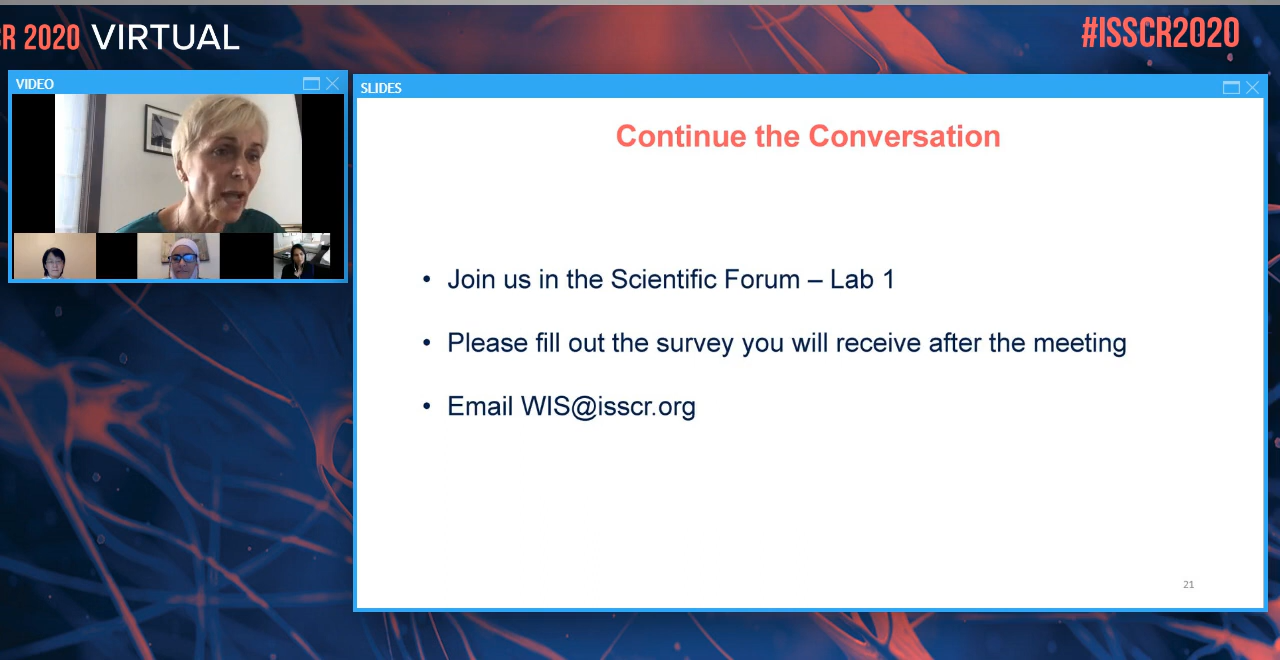 R 2020 VIRTUAL
#ISSCR2020
VIDEO
SLIDES
Continue the Conversation
• Join us in the Scientific Forum – Lab 1
• Please fill out the survey you will receive after the meeting
• Email WIS@isscr.org
21